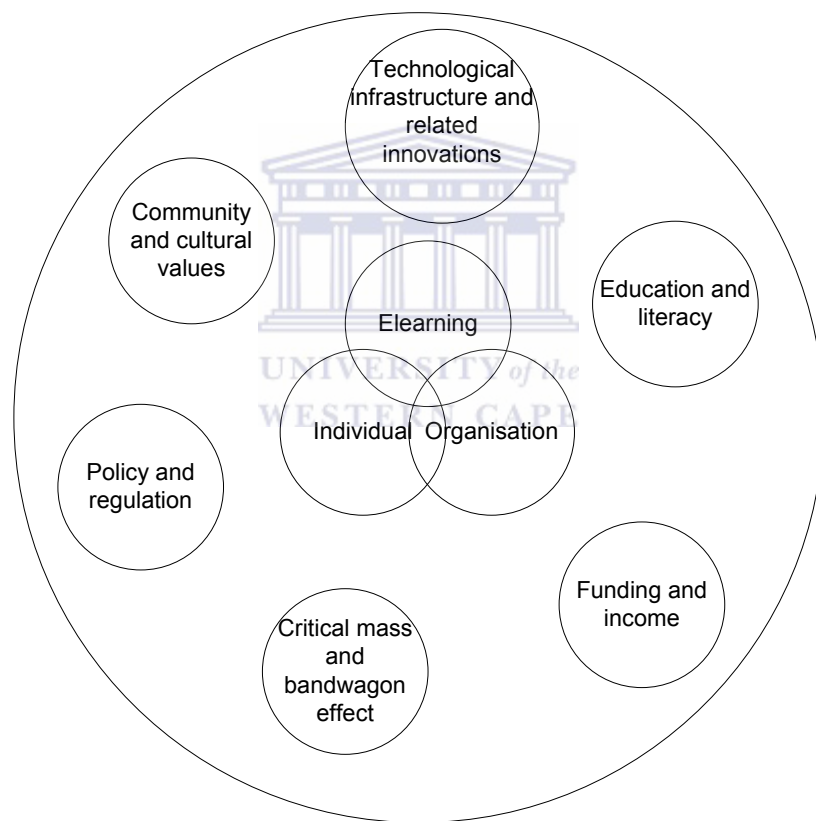 Technological
infrastructure and
related
innovations
Community
and cultural
values
Education and
literacy
Elearning
UNIVERSITY of the
WESTERN CAPE
Individual
Organisation
Policy and
regulation
Funding and
income
Critical mass
and
bandwagon
effect